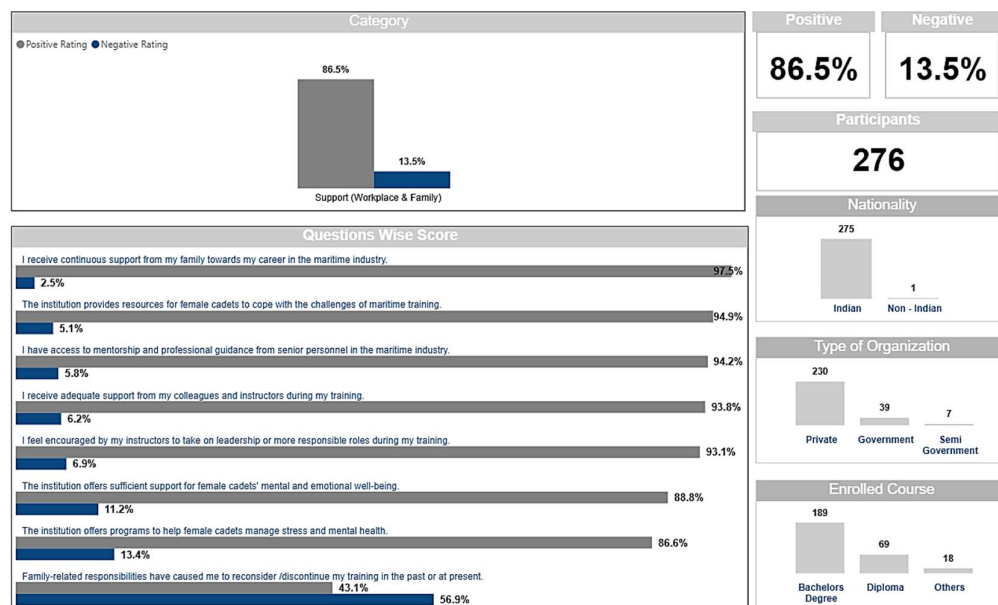 Category
Positive Rating Negative Rating
86.5%
13.5%
Support (Workplace & Family)
Questions Wise Score
I receive continuous support from my family towards my career in the maritime industry.
97.5%
2.5%
The institution provides resources for female cadets to cope with the challenges of maritime training.
94.9%
5.1%
I have access to mentorship and professional guidance from senior personnel in the maritime industry.
94.2%
5.8%
I receive adequate support from my colleagues and instructors during my training.
93.8%
6.2%
I feel encouraged by my instructors to take on leadership or more responsible roles during my training.
93.1%
6.9%
The institution offers sufficient support for female cadets' mental and emotional well-being.
88.8%
11.2%
The institution offers programs to help female cadets manage stress and mental health.
86.6%
13.4%
Family-related responsibilities have caused me to reconsider /discontinue my training in the past or at present.
43.1%
56.9%
Positive Negative
86.5% 13.5%
Participants
276
Nationality
275
1
Indian Non - Indian
Type of Organization
230
39
7
Private Government Semi
Government
Enrolled Course
189
69
18
Bachelors Diploma Others
Degree